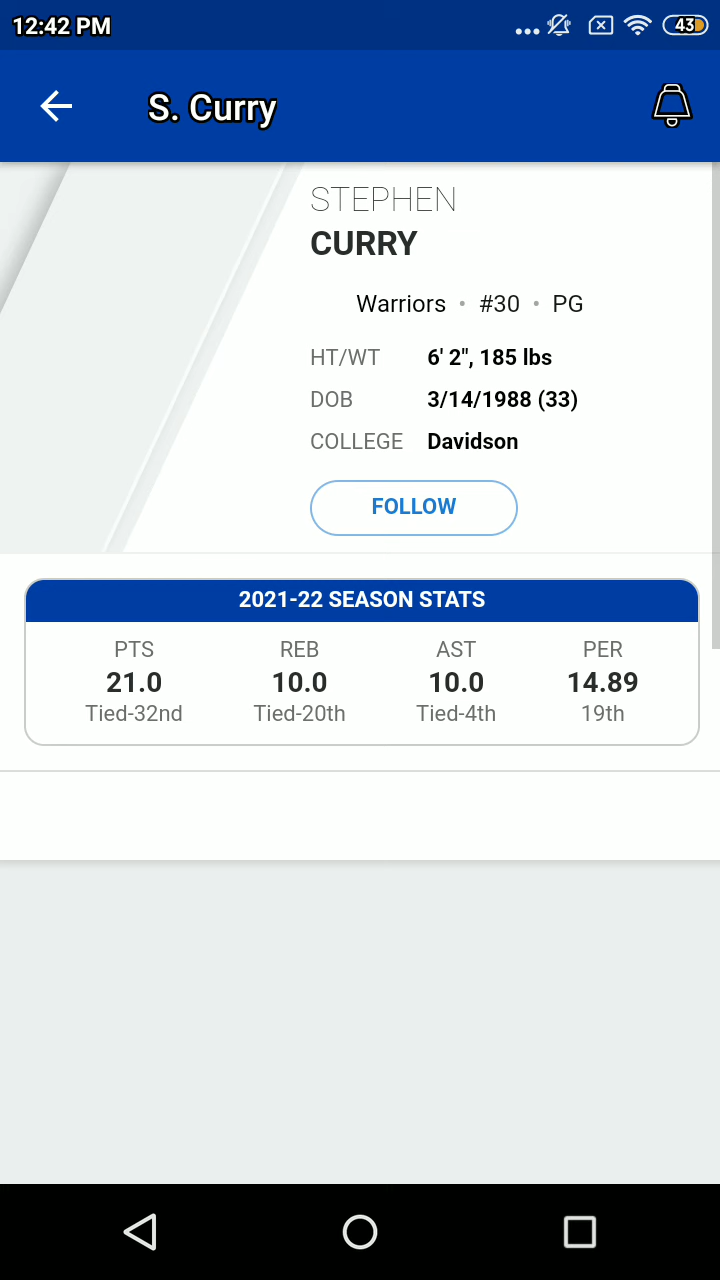 12:42 PM
43
S. Curry
STEPHEN
CURRY
Warriors • #30 • PG
HT/WT 6' 2", 185 lbs
DOB 3/14/1988 (33)
COLLEGE Davidson
FOLLOW
2021-22 SEASON STATS
PTS REB AST PER
21.0 10.0 10.0 14.89
Tied-32nd Tied-20th Tied-4th 19th